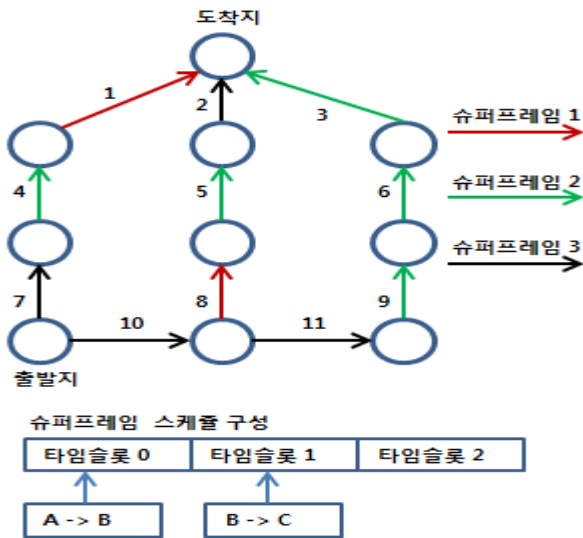 도착지
1
2
3
슈퍼프레임 1
4
5
6
슈퍼프레임 2
슈퍼프레임 3
7
8
9
10
11
출발지
슈퍼프레임 스케쥴 구성
타임슬롯 0
타임슬롯 1
타임슬롯 2
A -> B
B -> C